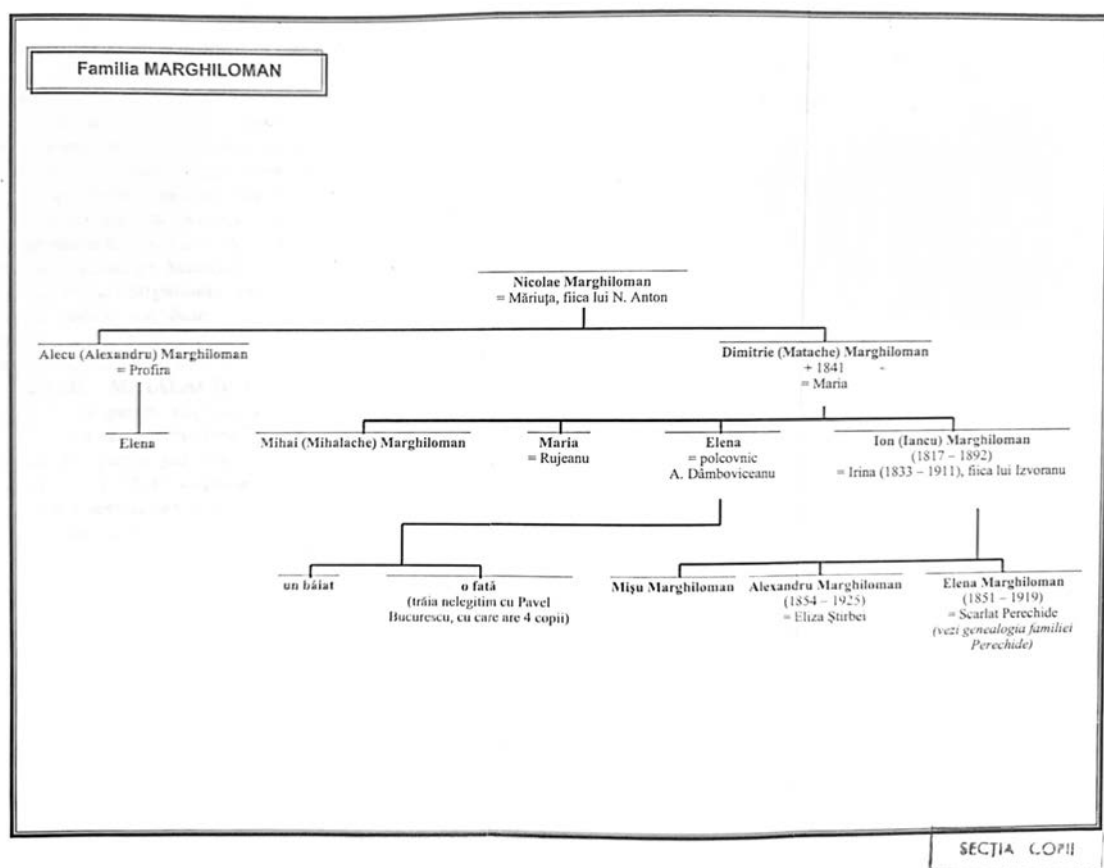 Familia MARGHILOMAN
Nicolae Marghiloman
= Măriuța, fiica lui N. Anton
Alecu (Alexandru) Marghiloman
= Profira
Dimitrie (Matache) Marghiloman
+ 1841
= Maria
Elena
Mihai (Mihalache) Marghiloman
Maria
= Rujeanu
Elena
= polcovnic
A. Dâmboviceanu
Ion (Iancu) Marghiloman
(1817 – 1892)
= Irina (1833 – 1911), fiica lui Izvoranu
un băiat
o fată
(trăia nelegitim cu Pavel
Bucurescu, cu care are 4 copii)
Mișu Marghiloman
Alexandru Marghiloman
(1854 – 1925)
= Eliza Știrbei
Elena Marghiloman
(1851 – 1919)
= Scarlat Perechide
(vezi genealogia familiei
Perechide)
SECȚIA COPII